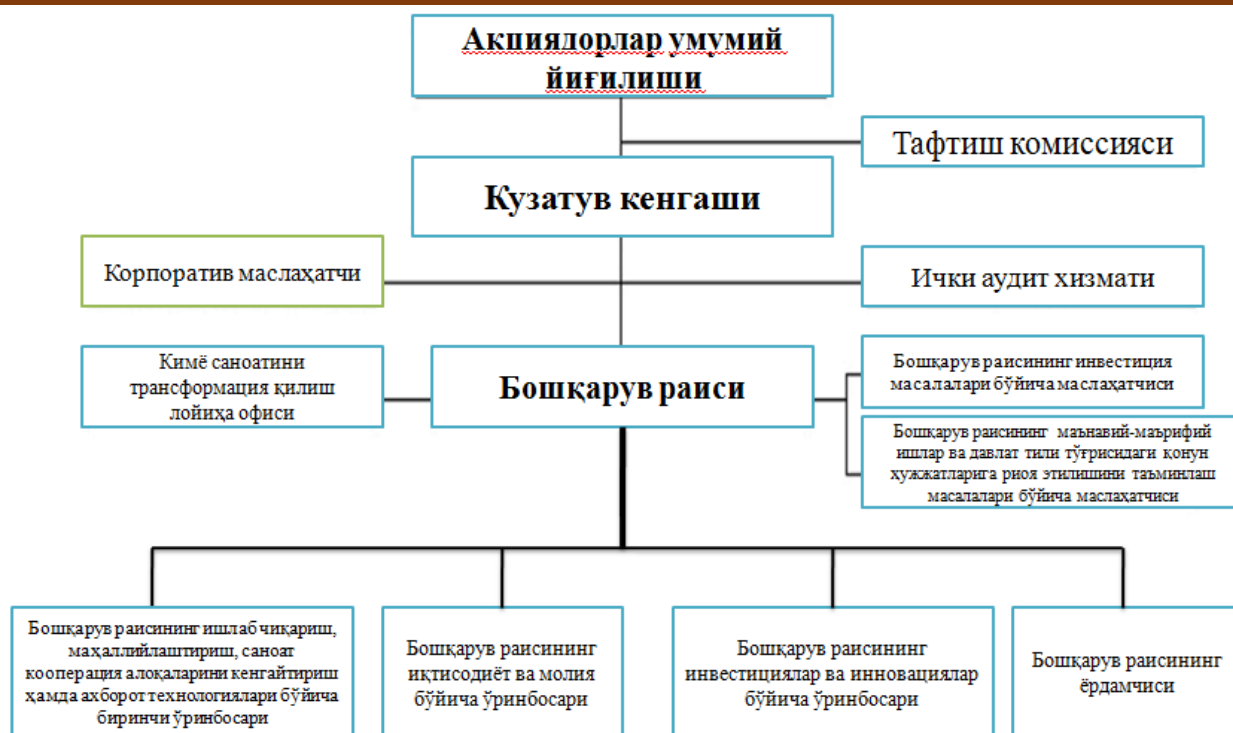 Акциядорлар умумий
йиғилиши
Тафтиш комиссияси
Кузатув кенгаши
Корпоратив маслаҳатчи
Ички аудит хизмати
Кимё саноатини
трансформация қилиш
лойиҳа офиси
Бошқарув раиси
Бошқарув раисининг инвестиция
масалалари бўйича маслаҳатчиси
Бошқарув раисининг маънавий-маърифий
ишлар ва давлат тили тўғрисидаги қонун
ҳужжатларига риоя этилишини таъминлаш
масалалари бўйича маслаҳатчиси
Бошқарув раисининг ишлаб чиқариш,
маҳаллийлаштириш, саноат
кооперация алоқаларини кенгайтириш
ҳамда ахборот технологиялари бўйича
биринчи ўринбосари
Бошқарув раисининг
иқтисодиёт ва молия
бўйича ўринбосари
Бошқарув раисининг
инвестициялар ва инновациялар
бўйича ўринбосари
Бошқарув раисининг
ёрдамчиси